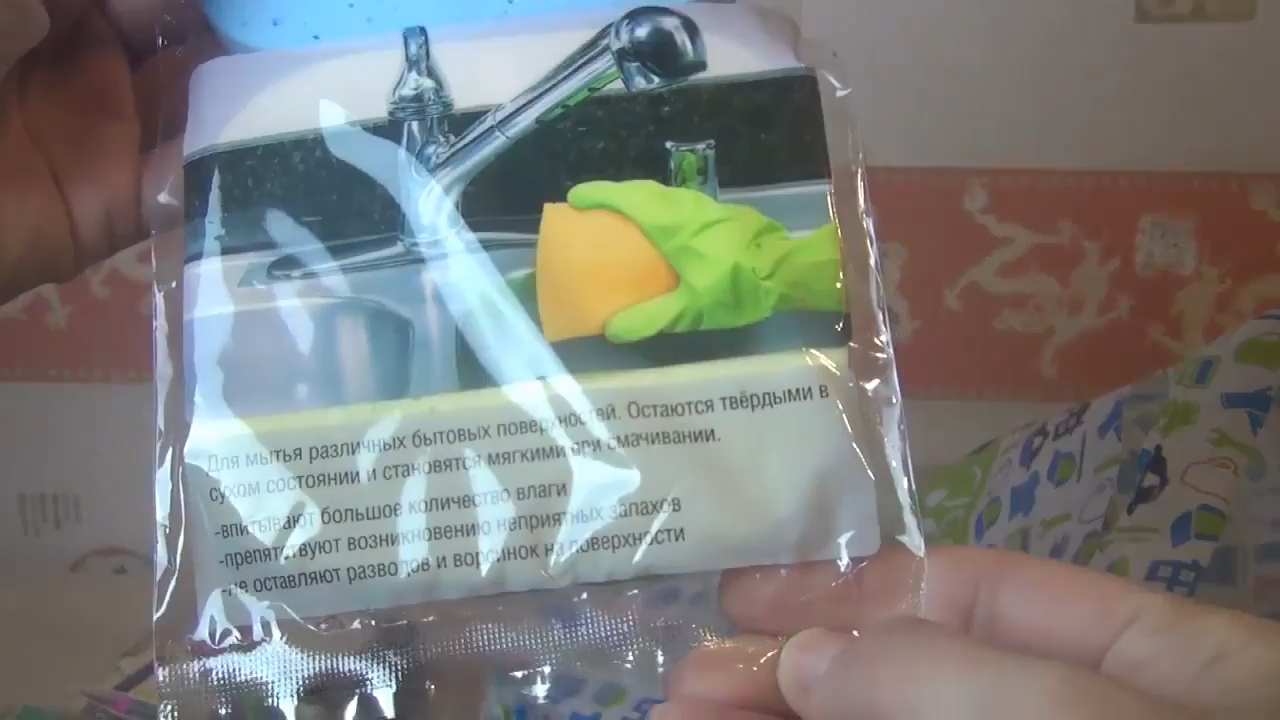 Для мытья различных бытовых поверхностей. Остаются твёрдыми в
сухом состоянии и становятся мягкими при смачивании.
-впитывают большое количество влаги
-препятствуют возникновению неприятных запахов
-не оставляют разводов и ворсинок на поверхности